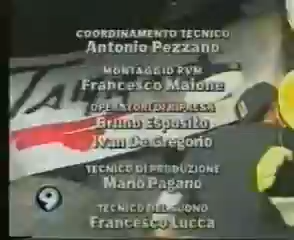 COORDINAMENTO TECNICO
Antonio Pezzano
MONTAGGIO RVM
Francesco Maione
OPERATORI DI RIPRESA
Bruno Esposito
Ivan De Gregorio
TECNICO DI PRODUZIONE
Mario Pagano
TECNICO DEL SUONO
Francesco Lucca
9